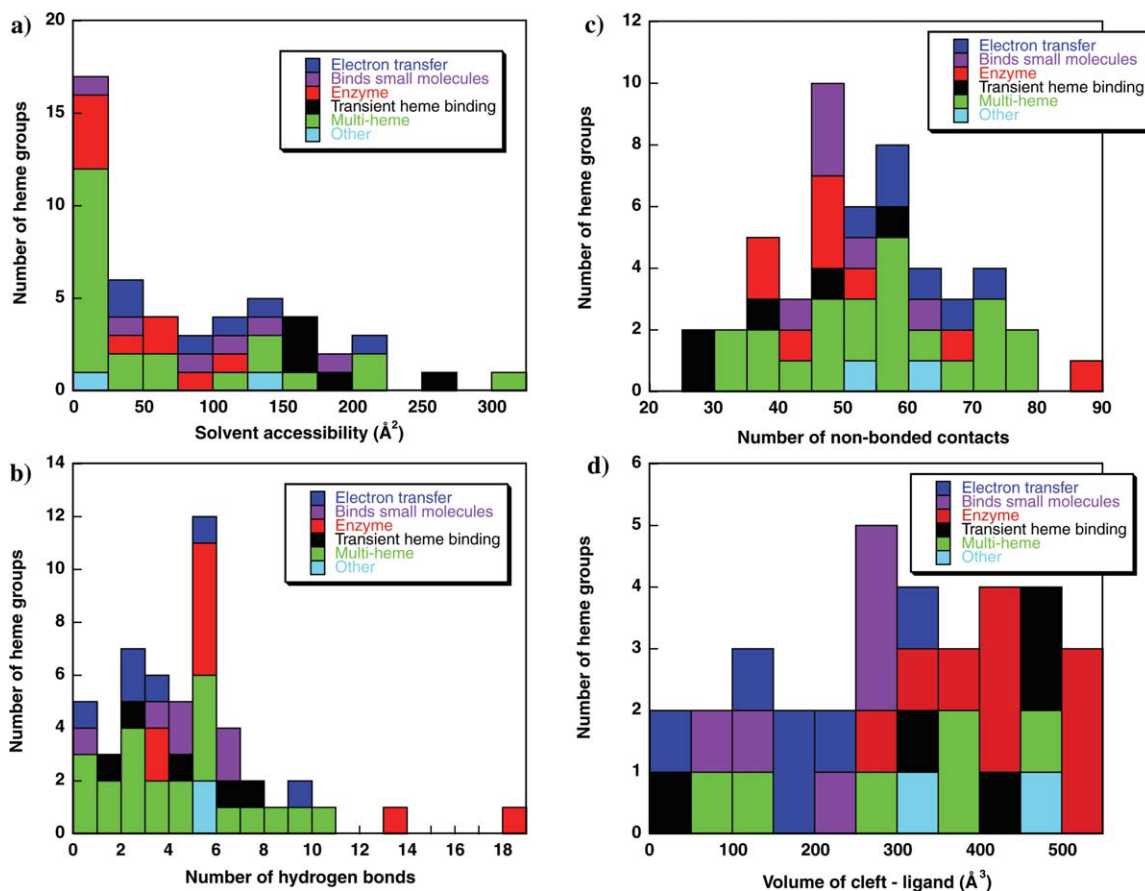 a)
20
15
10
5
0
Number of heme groups
Electron transfer
Binds small molecules
Enzyme
Transient heme binding
Multi-heme
Other
0 50 100 150 200 250 300
Solvent accessibility (Å²)
c)
12
10
8
6
4
2
0
Number of heme groups
Electron transfer
Binds small molecules
Enzyme
Transient heme binding
Multi-heme
Other
20 30 40 50 60 70 80 90
Number of non-bonded contacts
b)
14
12
10
8
6
4
2
0
Number of heme groups
Electron transfer
Binds small molecules
Enzyme
Transient heme binding
Multi-heme
Other
0 2 4 6 8 10 12 14 16 18
Number of hydrogen bonds
d)
6
5
4
3
2
1
0
Number of heme groups
Electron transfer
Binds small molecules
Enzyme
Transient heme binding
Multi-heme
Other
0 100 200 300 400 500
Volume of cleft - ligand (Å³)